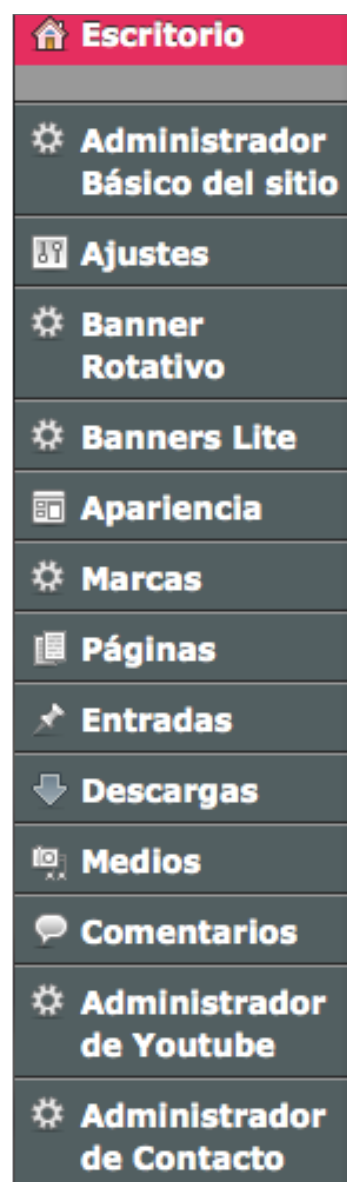 Escritorio
Administrador
Básico del sitio
Ajustes
Banner
Rotativo
Banners Lite
Apariencia
Marcas
Páginas
Entradas
Descargas
Medios
Comentarios
Administrador
de Youtube
Administrador
de Contacto